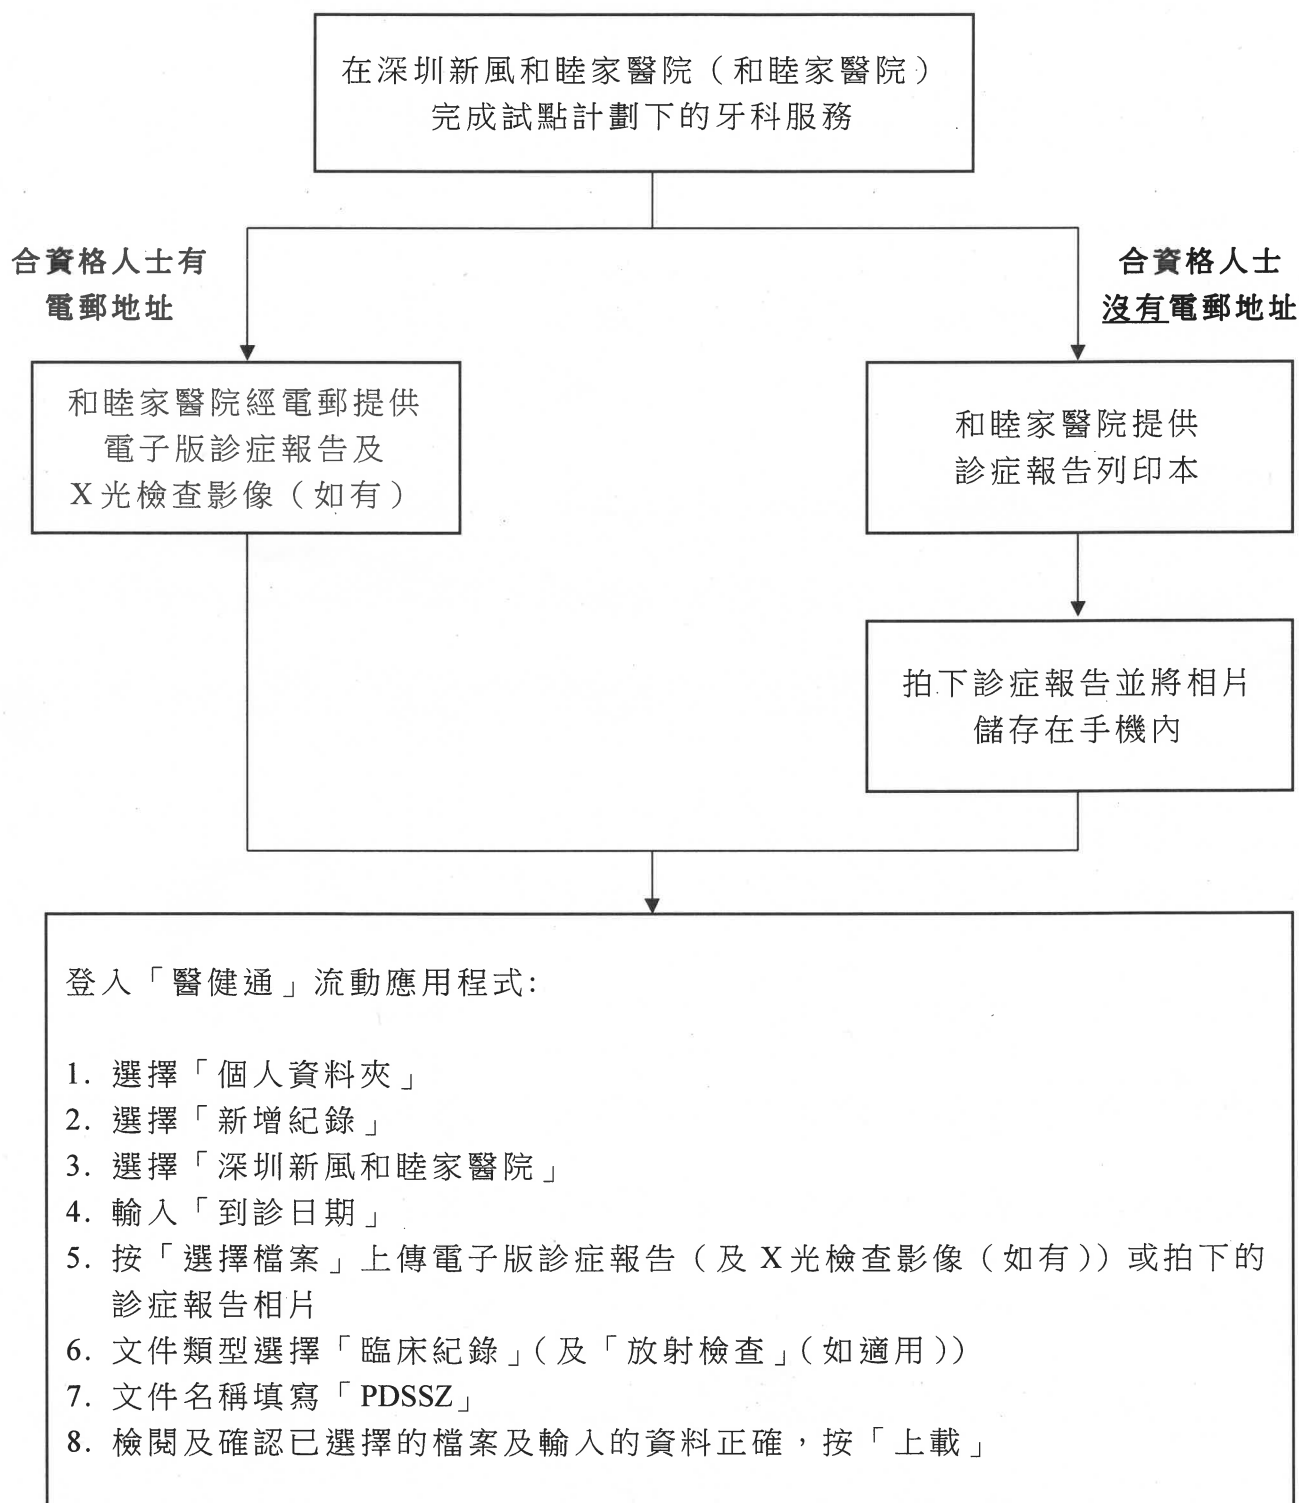 在深圳新風和睦家醫院（和睦家醫院）
完成試點計劃下的牙科服務
合資格人士有
電郵地址
合資格人士
沒有電郵地址
和睦家醫院經電郵提供
電子版診症報告及
X光檢查影像（如有）
和睦家醫院提供
診症報告列印本
拍下診症報告並將相片
儲存在手機內
登入「醫健通」流動應用程式:
1. 選擇「個人資料夾」
2. 選擇「新增紀錄」
3. 選擇「深圳新風和睦家醫院」
4. 輸入「到診日期」
5. 按「選擇檔案」上傳電子版診症報告（及X光檢查影像（如有））或拍下的
診症報告相片
6. 文件類型選擇「臨床紀錄」（及「放射檢查」（如適用））
7. 文件名稱填寫「PDSSZ」
8. 檢閱及確認已選擇的檔案及輸入的資料正確，按「上載」